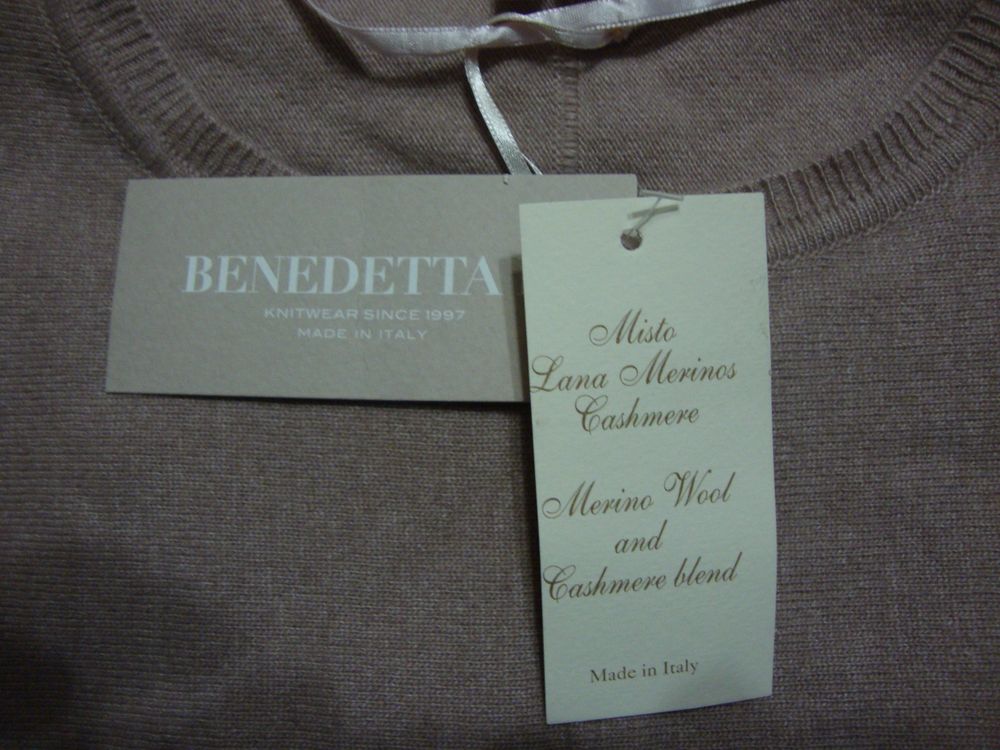 BENEDETTA
KNITWEAR SINCE 1997
MADE IN ITALY
Misto
Lana Merinos
Cashmere
Merino Wool
and
Cashmere blend
Made in Italy